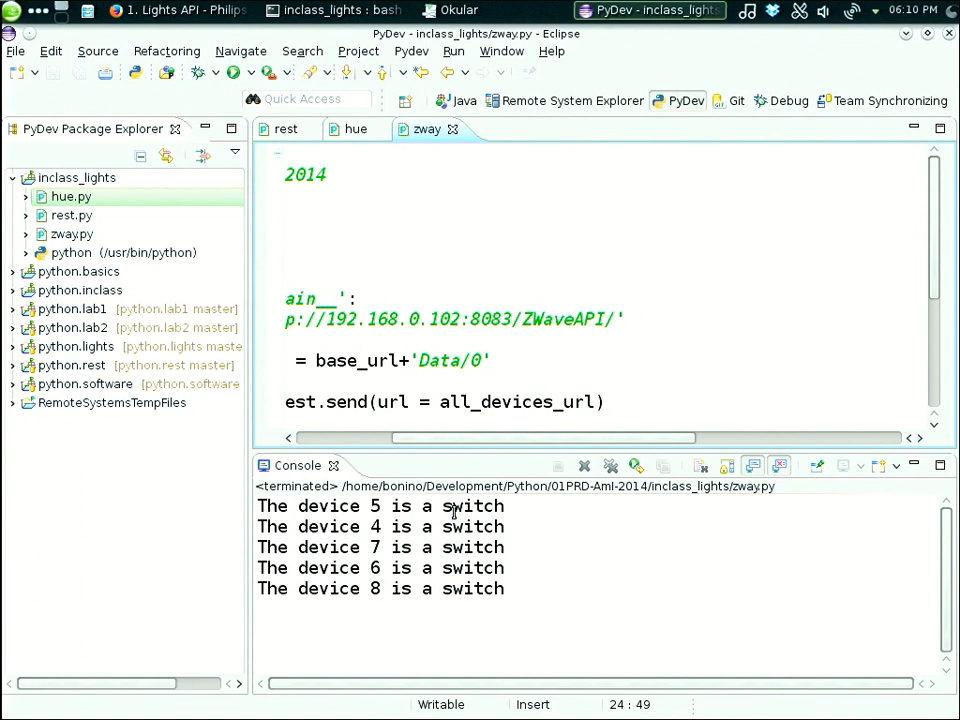 1. Lights API - Philips
inclass_lights : bash
Okular
PyDev - inclass_lights
06:10 PM
PyDev - inclass_lights/zway.py - Eclipse
File Edit Source Refactoring Navigate Search Project Pydev Run Window Help
Quick Access
Java Remote System Explorer PyDev Git Debug Team Synchronizing
PyDev Package Explorer
rest hue zway
inclass_lights
hue.py
rest.py
zway.py
python (/usr/bin/python)
python.basics
python.inclass
python.lab1 [python.lab1 master]
python.lab2 [python.lab2 master]
python.lights [python.lights maste
python.rest [python.rest master]
python.software [python.software
RemoteSystemsTempFiles
2014
ain__':
p://192.168.0.102:8083/ZWaveAPI/'
= base_url+'Data/0'
est.send(url = all_devices_url)
Console
<terminated> /home/bonino/Development/Python/01PRD-AmI-2014/inclass_lights/zway.py
The device 5 is a switch
The device 4 is a switch
The device 7 is a switch
The device 6 is a switch
The device 8 is a switch
Writable Insert 24 : 49